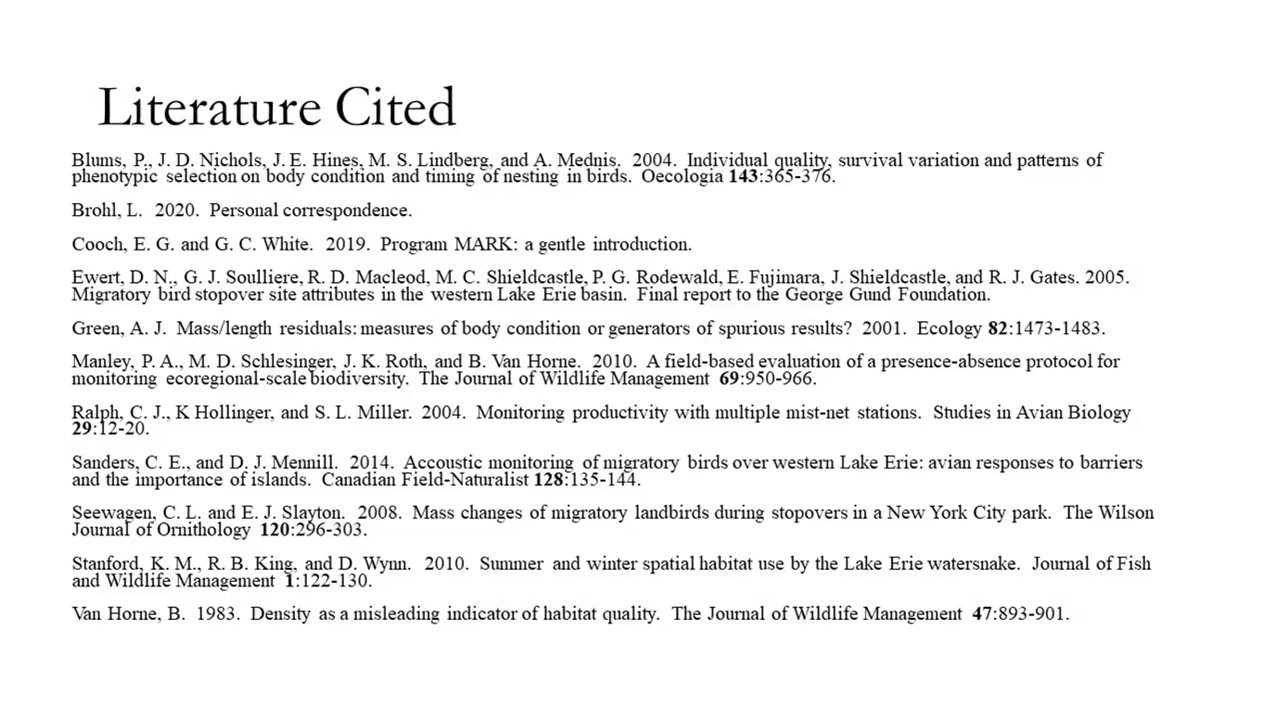 Literature Cited
Blums, P., J. D. Nichols, J. E. Hines, M. S. Lindberg, and A. Mednis. 2004. Individual quality, survival variation and patterns of
phenotypic selection on body condition and timing of nesting in birds. Oecologia 143:365-376.
Brohl, L. 2020. Personal correspondence.
Cooch, E. G. and G. C. White. 2019. Program MARK: a gentle introduction.
Ewert, D. N., G. J. Soulliere, R. D. Macleod, M. C. Shieldcastle, P. G. Rodewald, E. Fujimara, J. Shieldcastle, and R. J. Gates. 2005.
Migratory bird stopover site attributes in the western Lake Erie basin. Final report to the George Gund Foundation.
Green, A. J. Mass/length residuals: measures of body condition or generators of spurious results? 2001. Ecology 82:1473-1483.
Manley, P. A., M. D. Schlesinger, J. K. Roth, and B. Van Horne. 2010. A field-based evaluation of a presence-absence protocol for
monitoring ecoregional-scale biodiversity. The Journal of Wildlife Management 69:950-966.
Ralph, C. J., K Hollinger, and S. L. Miller. 2004. Monitoring productivity with multiple mist-net stations. Studies in Avian Biology
29:12-20.
Sanders, C. E., and D. J. Mennill. 2014. Accoustic monitoring of migratory birds over western Lake Erie: avian responses to barriers
and the importance of islands. Canadian Field-Naturalist 128:135-144.
Seewagen, C. L. and E. J. Slayton. 2008. Mass changes of migratory landbirds during stopovers in a New York City park. The Wilson
Journal of Ornithology 120:296-303.
Stanford, K. M., R. B. King, and D. Wynn. 2010. Summer and winter spatial habitat use by the Lake Erie watersnake. Journal of Fish
and Wildlife Management 1:122-130.
Van Horne, B. 1983. Density as a misleading indicator of habitat quality. The Journal of Wildlife Management 47:893-901.